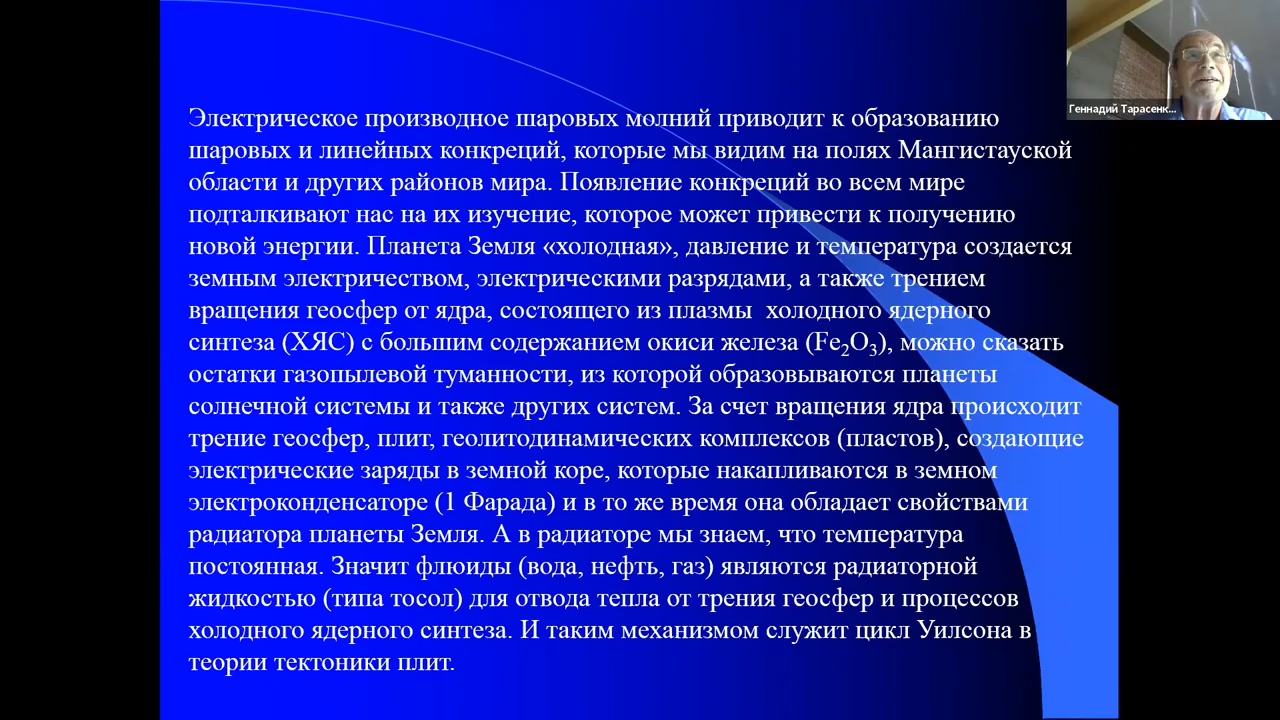 Геннадий Тарасенк...
Электрическое производное шаровых молний приводит к образованию
шаровых и линейных конкреций, которые мы видим на полях Мангистауской
области и других районов мира. Появление конкреций во всем мире
подталкивают нас на их изучение, которое может привести к получению
новой энергии. Планета Земля «холодная», давление и температура создается
земным электричеством, электрическими разрядами, а также трением
вращения геосфер от ядра, состоящего из плазмы холодного ядерного
синтеза (ХЯС) с большим содержанием окиси железа (Fe₂O₃), можно сказать
остатки газопылевой туманности, из которой образовываются планеты
солнечной системы и также других систем. За счет вращения ядра происходит
трение геосфер, плит, геолитодинамических комплексов (пластов), создающие
электрические заряды в земной коре, которые накапливаются в земном
электроконденсаторе (1 Фарада) и в то же время она обладает свойствами
радиатора планеты Земля. А в радиаторе мы знаем, что температура
постоянная. Значит флюиды (вода, нефть, газ) являются радиаторной
жидкостью (типа тосол) для отвода тепла от трения геосфер и процессов
холодного ядерного синтеза. И таким механизмом служит цикл Уилсона в
теории тектоники плит.